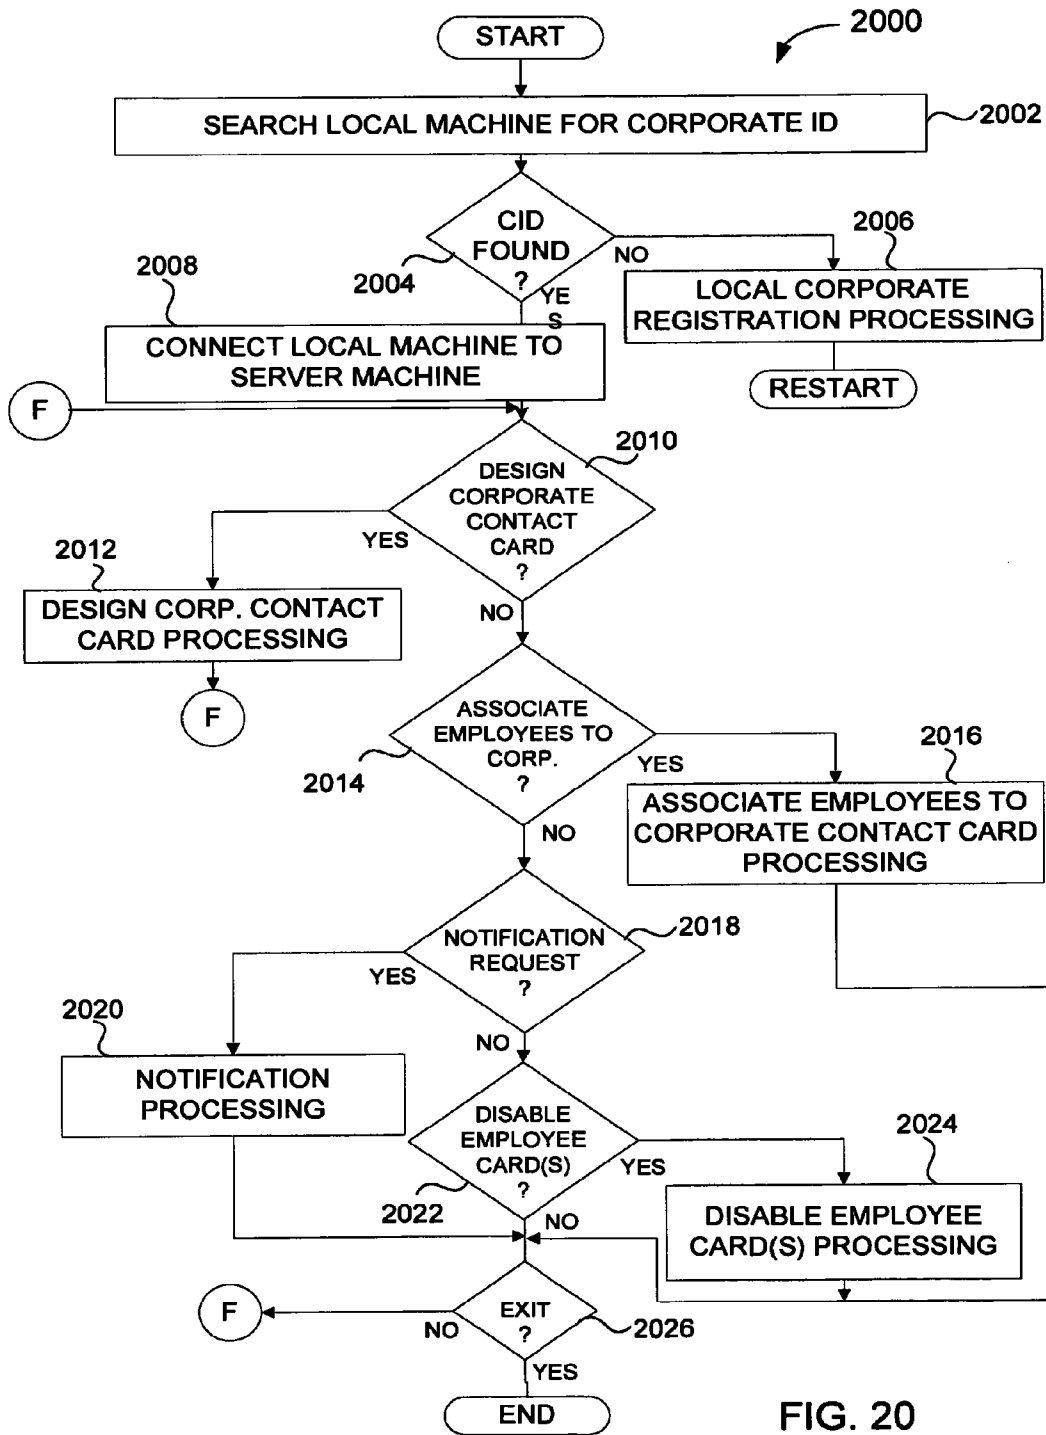 START
2000
SEARCH LOCAL MACHINE FOR CORPORATE ID
2002
CID
FOUND
?
2004
NO
YE
S
2006
LOCAL CORPORATE
REGISTRATION PROCESSING
RESTART
2008
CONNECT LOCAL MACHINE TO
SERVER MACHINE
F
2010
DESIGN
CORPORATE
CONTACT
CARD
?
YES
NO
2012
DESIGN CORP. CONTACT
CARD PROCESSING
F
ASSOCIATE
EMPLOYEES TO
CORP.
?
2014
YES
NO
2016
ASSOCIATE EMPLOYEES TO
CORPORATE CONTACT CARD
PROCESSING
NOTIFICATION
REQUEST
?
2018
YES
NO
2020
NOTIFICATION
PROCESSING
DISABLE
EMPLOYEE
CARD(S)
?
2022
YES
NO
2024
DISABLE EMPLOYEE
CARD(S) PROCESSING
F
EXIT
?
NO
2026
YES
END
FIG. 20